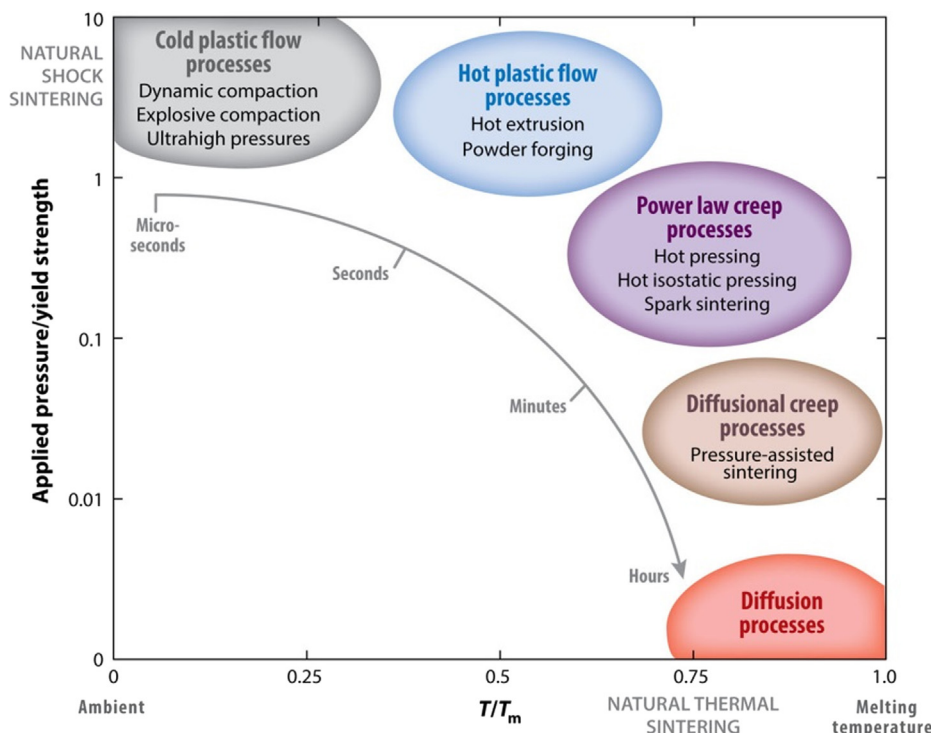 10
1
0.1
0.01
0
Applied pressure/yield strength
NATURAL
SHOCK
SINTERING
Cold plastic flow
processes
Dynamic compaction
Explosive compaction
Ultrahigh pressures
Hot plastic flow
processes
Hot extrusion
Powder forging
Power law creep
processes
Hot pressing
Hot isostatic pressing
Spark sintering
Micro-
seconds
Seconds
Minutes
Hours
Diffusional creep
processes
Pressure-assisted
sintering
Diffusion
processes
0
0.25
0.5
0.75
1.0
Ambient
T/Tm
NATURAL THERMAL
SINTERING
Melting
temperature